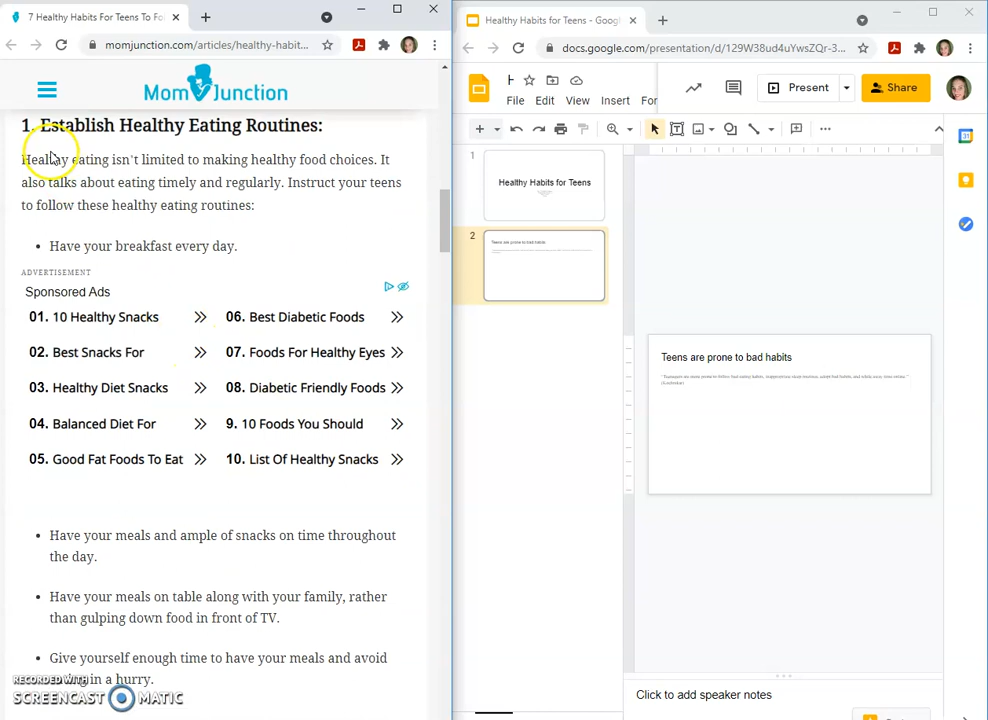 7 Healthy Habits For Teens To Fo
momjunction.com/articles/healthy-habit...
MomJunction
1. Establish Healthy Eating Routines:
Healthy eating isn't limited to making healthy food choices. It
also talks about eating timely and regularly. Instruct your teens
to follow these healthy eating routines:
• Have your breakfast every day.
ADVERTISEMENT
Sponsored Ads
01. 10 Healthy Snacks
02. Best Snacks For
03. Healthy Diet Snacks
04. Balanced Diet For
05. Good Fat Foods To Eat
06. Best Diabetic Foods
07. Foods For Healthy Eyes
08. Diabetic Friendly Foods
9. 10 Foods You Should
10. List Of Healthy Snacks
• Have your meals and ample of snacks on time throughout
the day.
• Have your meals on table along with your family, rather
than gulping down food in front of TV.
• Give yourself enough time to have your meals and avoid
in a hurry.
RECORDED WITH
SCREENCAST MATIC
Healthy Habits for Teens - Googl
docs.google.com/presentation/d/129W38ud4uYwsZQr-3...
H
File Edit View Insert For
Present
Share
1
Healthy Habits for Teens
2
Teens are prone to bad habits
Teens are prone to bad habits
Click to add speaker notes